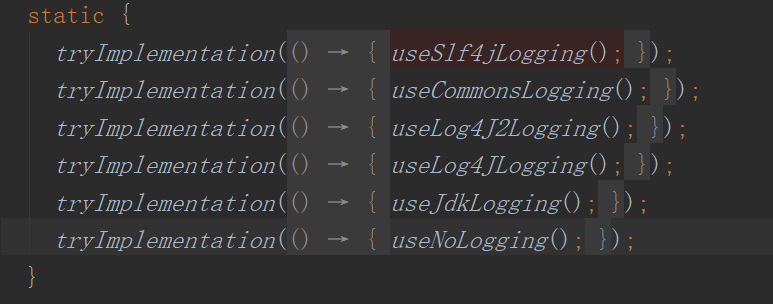 static {
tryImplementation(() → { useSlf4jLogging(); });
tryImplementation(() → { useCommonsLogging(); });
tryImplementation(() → { useLog4J2Logging(); });
tryImplementation(() → { useLog4JLogging(); });
tryImplementation(() → { useJdkLogging(); });
tryImplementation(() → { useNoLogging(); });
}